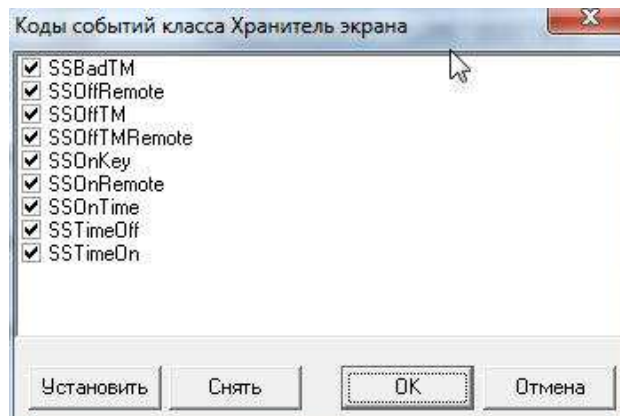 Коды событий класса Хранитель экрана
SSBadTM
SSOffRemote
SSOffTM
SSOffTMRemote
SSOnKey
SSOnRemote
SSOnTime
SSTimeOff
SSTimeOn
Установить Снять OK Отмена